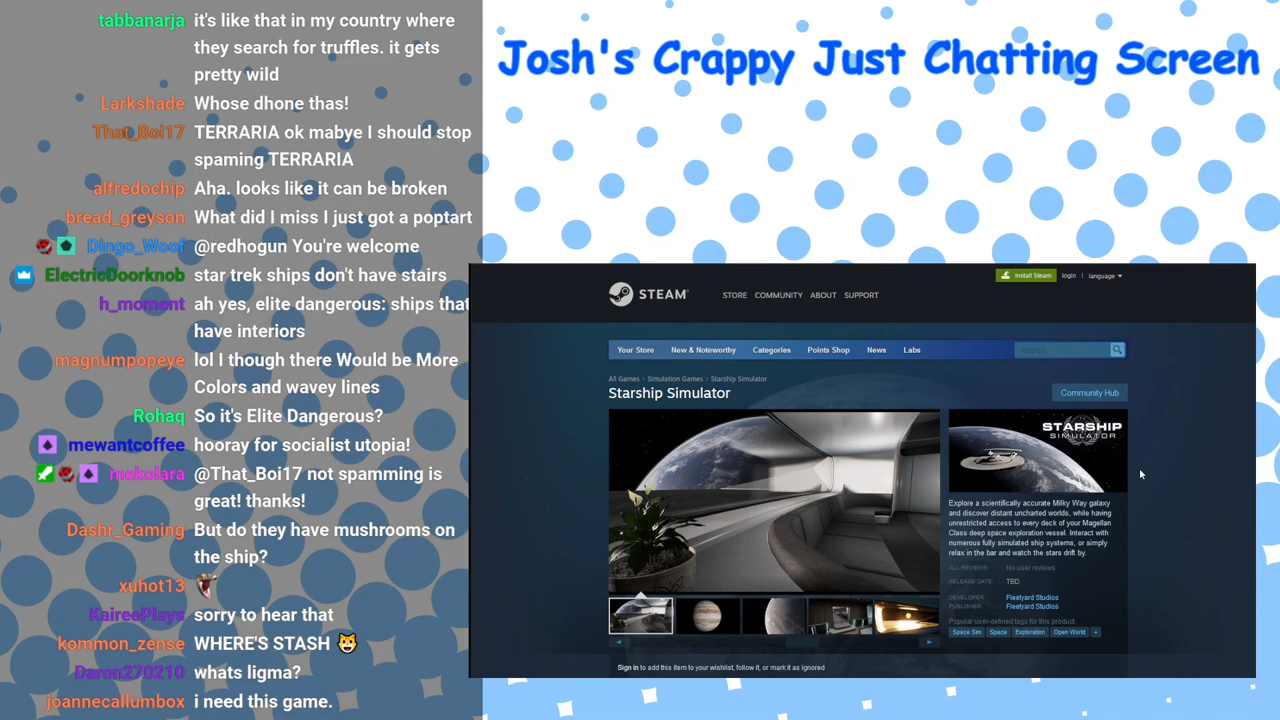 tabbanarja it's like that in my country where
they search for truffles. it gets
pretty wild
Larkshade Whose dhone thas!
That_Boi17 TERRARIA ok mabye I should stop
spaming TERRARIA
alfredochip Aha. looks like it can be broken
bread_greyson What did I miss I just got a poptart
Dingo_Woof @redhogun You're welcome
ElectricDoorknob star trek ships don't have stairs
h_moment ah yes, elite dangerous: ships that
have interiors
magnumpopeye lol I though there Would be More
Colors and wavey lines
Rohaq So it's Elite Dangerous?
mewantcoffee hooray for socialist utopia!
mokolara @That_Boi17 not spamming is
great! thanks!
Dashr_Gaming But do they have mushrooms on
the ship?
xuhot13
KaireePlays sorry to hear that
kommon_zense WHERE'S STASH
Daron270210 whats ligma?
joannecallumbox i need this game.
Josh's Crappy Just Chatting Screen
Install Steam login | language
STEAM STORE COMMUNITY ABOUT SUPPORT
Your Store New & Noteworthy Categories Points Shop News Labs search
All Games > Simulation Games > Starship Simulator
Starship Simulator
Community Hub
STARSHIP
SIMULATOR
Explore a scientifically accurate Milky Way galaxy
and discover distant uncharted worlds, while having
unrestricted access to every deck of your Magellan
Class deep space exploration vessel. Interact with
numerous fully simulated ship systems, or simply
relax in the bar and watch the stars drift by.
ALL REVIEWS: No user reviews
RELEASE DATE: TBD
DEVELOPER: Fleetyard Studios
PUBLISHER: Fleetyard Studios
Popular user-defined tags for this product:
Space Sim Space Exploration Open World +
Sign in to add this item to your wishlist, follow it, or mark it as ignored